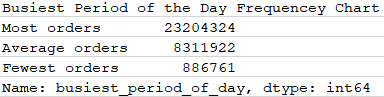 Busiest Period of the Day Frequencey Chart
Most orders 23204324
Average orders 8311922
Fewest orders 886761
Name: busiest_period_of_day, dtype: int64